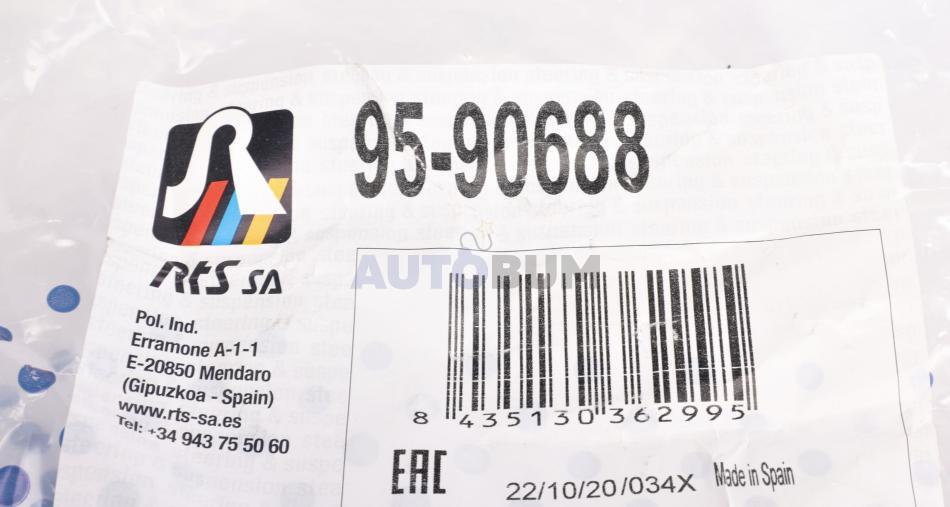 95-90688
RTS SA
Pol. Ind.
Erramone A-1-1
E-20850 Mendaro
(Gipuzkoa - Spain)
www.rts-sa.es
Tel: +34 943 75 50 60
AUTOBUM
8 435130 362995
EAC
22/10/20/034X
Made in Spain